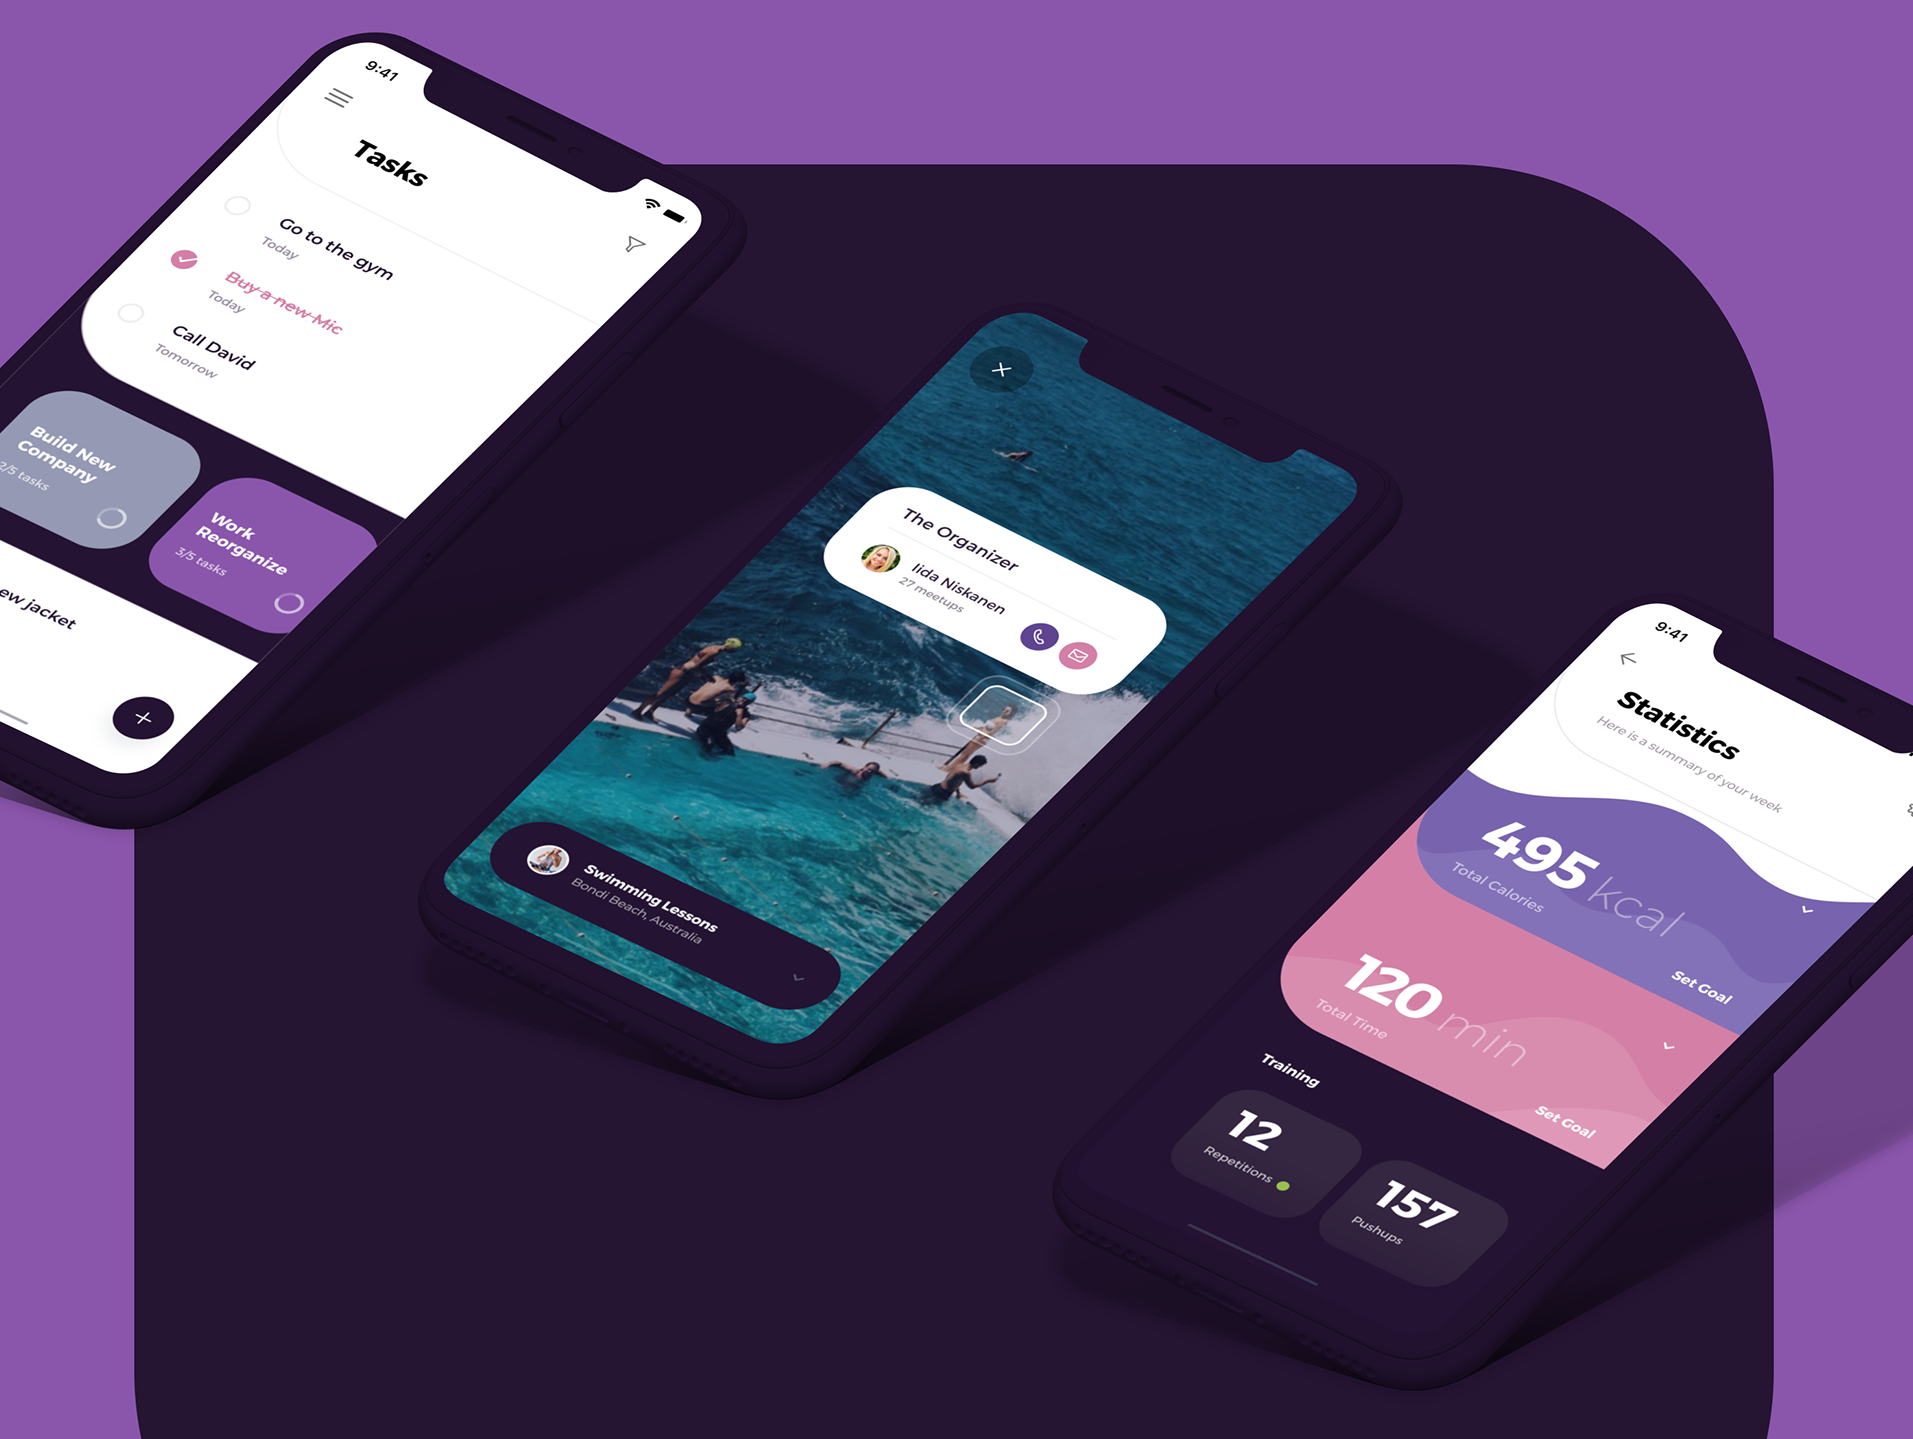 9:41
Tasks
Go to the gym
Today
Buy a new Mic
Today
Call David
Tomorrow
Build New
Company
2/5 tasks
Work
Reorganize
3/5 tasks
jacket
The Organizer
Iida Niskanen
27 meetups
Swimming Lessons
Bondi Beach, Australia
9:41
Statistics
Here is a summary of your week
495 kcal
Total Calories
Set Goal
120 min
Total Time
Set Goal
Training
12
Repetitions
157
Pushups